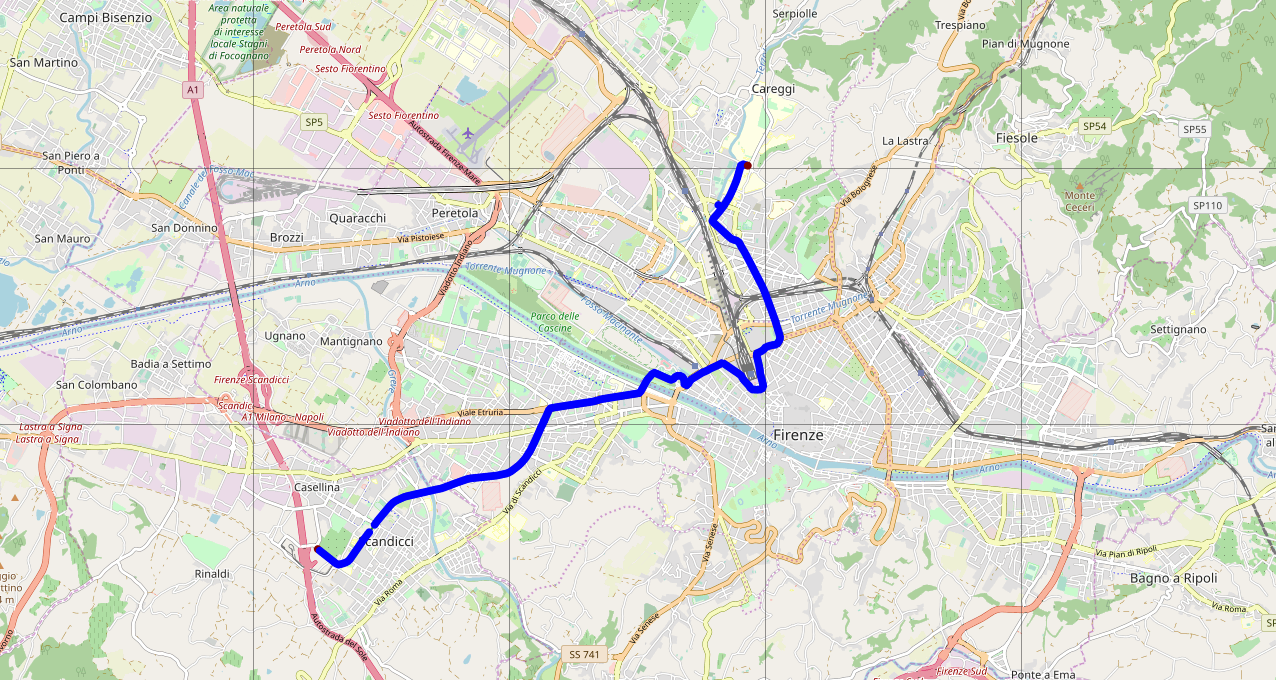 Campi Bisenzio
Area naturale
protetta
di interesse
locale Stagni
di Focognano
Peretola Sud
Peretola Nord
Sesto Fiorentino
Sesto Fiorentino
Serpiolle
Trespiano
Pian di Mugnone
San Martino
A1
SP5
Autostrada Firenze-Mare
Careggi
La Lastra
Fiesole
SP54
SP55
San Piero a
Ponti
Via Bolognese
Monte
Ceceri
SP110
Quaracchi
Peretola
San Donnino
San Mauro
Brozzi
Via Pistoiese
Viadotto Indiano
Torrente Mugnone
Arno
Arno
Fosso Macinante
Parco delle
Cascine
Torrente Mugnone
Settignano
Ugnano
Mantignano
Badia a Settimo
San Colombano
Firenze Scandicci
Greve
Scandicci
A1 Milano - Napoli
Viadotto dell'Indiano
Viadotto dell'Indiano
Viale Etruria
Lastra a Signa
Lastra a Signa
Firenze
Arno
Arno
Casellina
Via di Scandicci
Scandicci
Rinaldi
Via Senese
Via Pian di Ripoli
Bagno a Ripoli
Via Roma
Via Roma
Autostrada del Sole
Via Senese
SS 741
Firenze Sud
Ponte a Ema